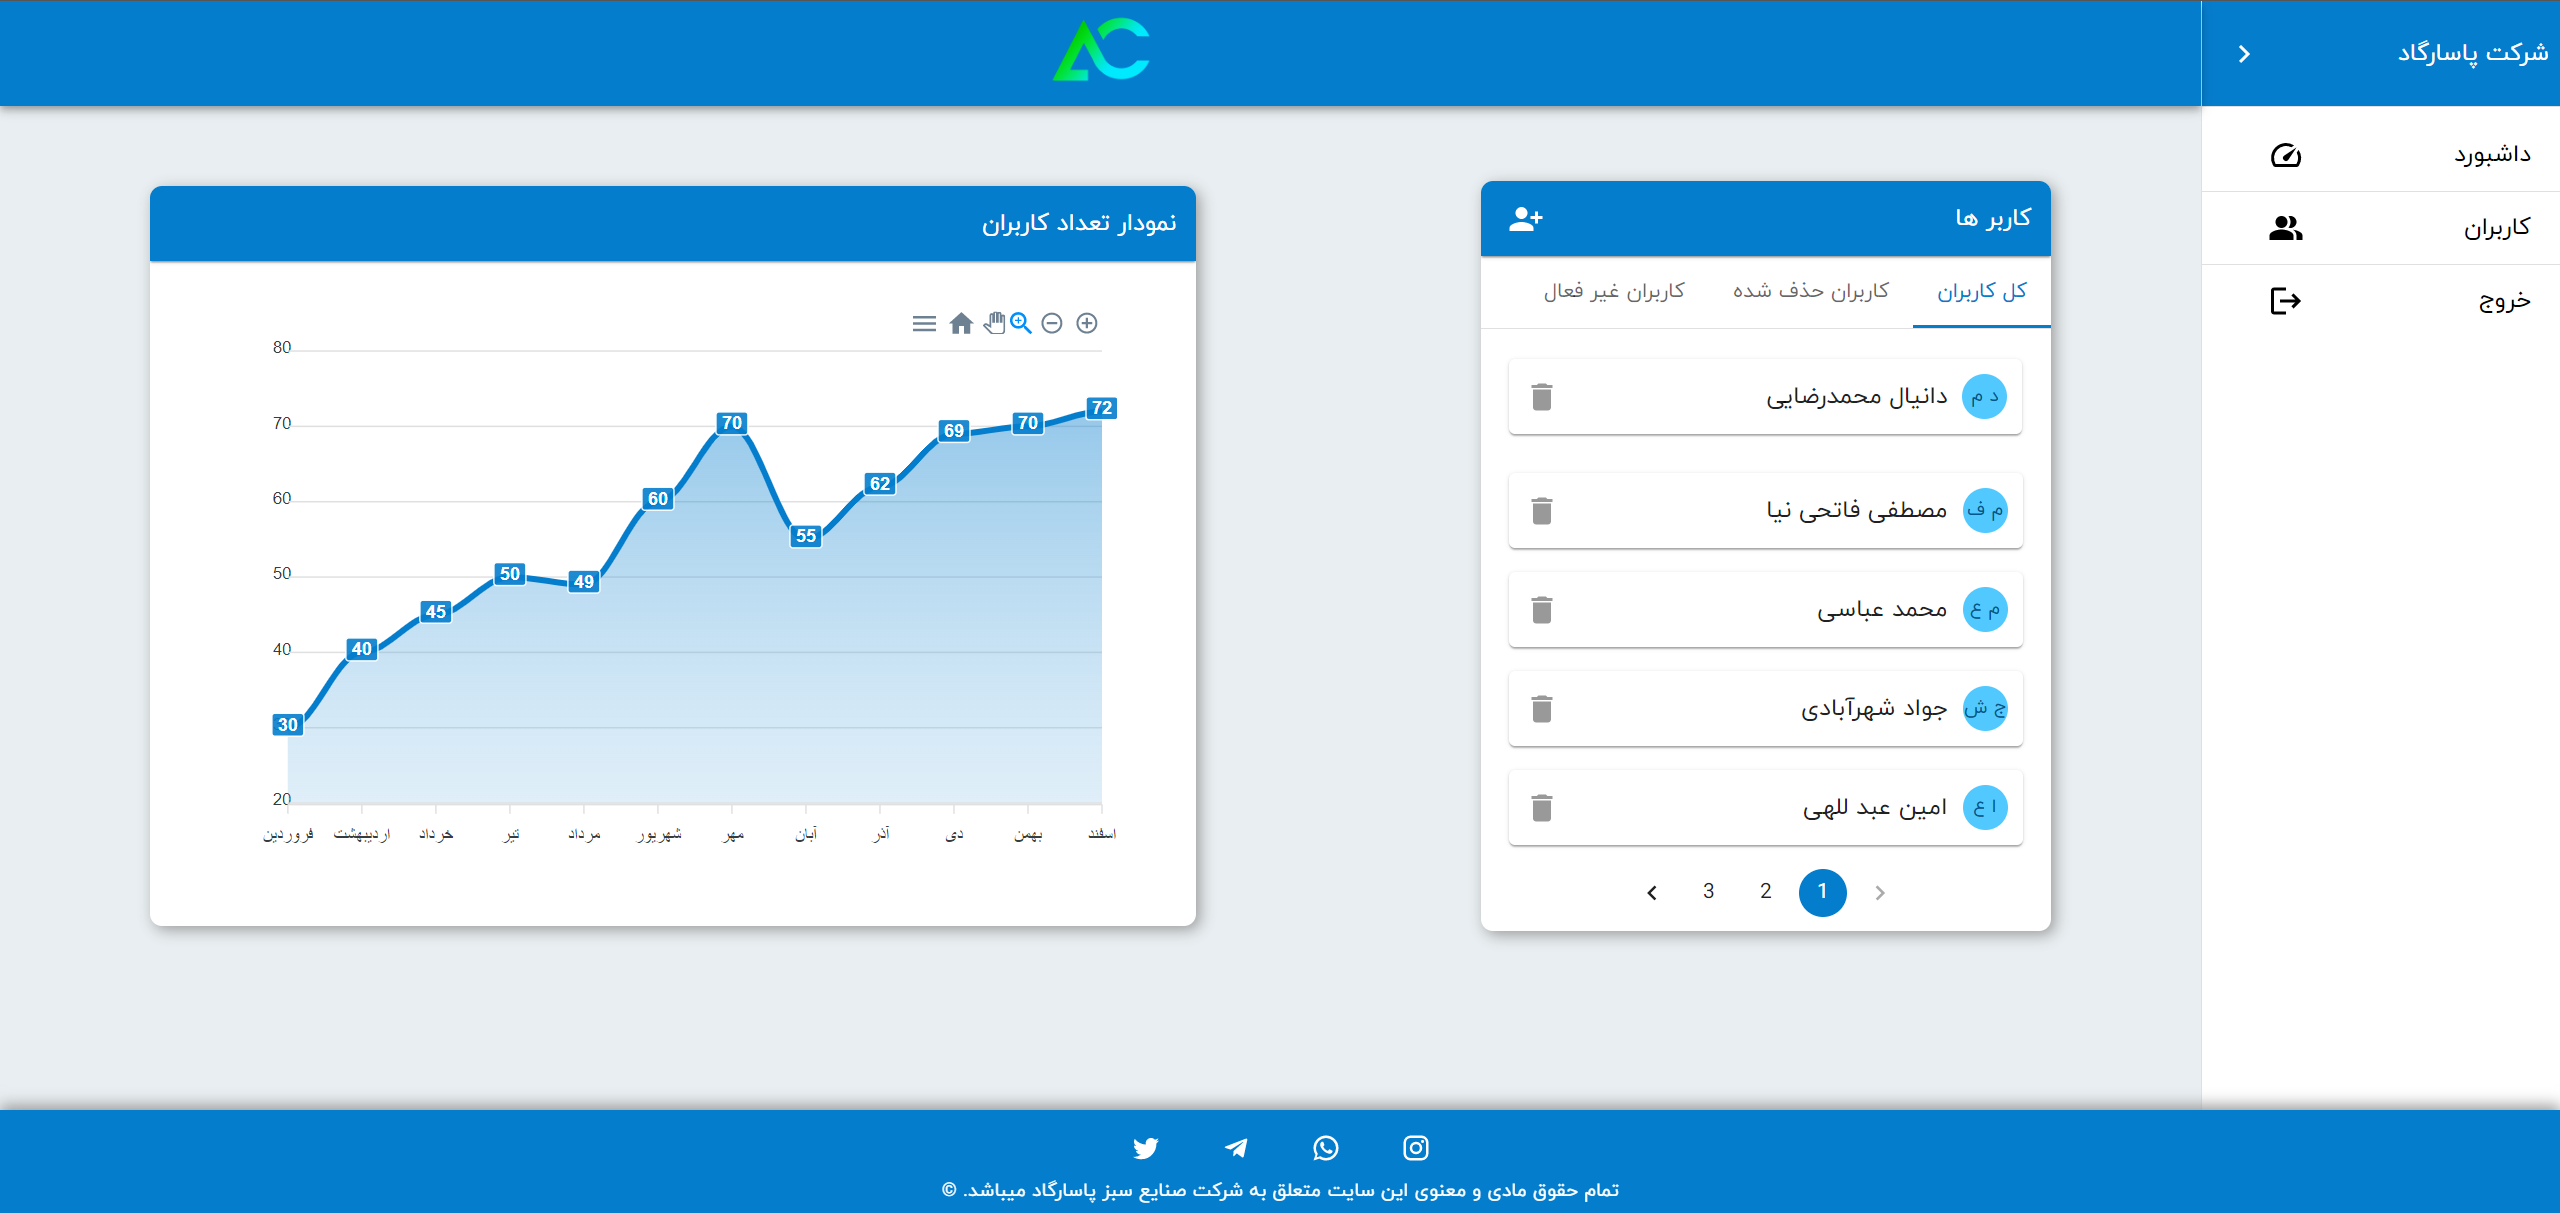 شرکت پاسارگاد
داشبورد
کاربران
خروج
AC
کاربر ها
کل کاربران
کاربران حذف شده
کاربران غیر فعال
د م
دانیال محمدرضایی
م ف
مصطفی فاتحی نیا
م ع
محمد عباسی
ج ش
جواد شهرآبادی
ا ع
امین عبد للهی
1 2 3
نمودار تعداد کاربران
80
70
60
50
40
20
30
40
45
50
49
60
70
55
62
69
70
72
فروردین
اردیبهشت
خرداد
تیر
مرداد
شهریور
مهر
آبان
آذر
دی
بهمن
اسفند
تمام حقوق مادی و معنوی این سایت متعلق به شرکت صنایع سبز پاسارگاد میباشد. ©